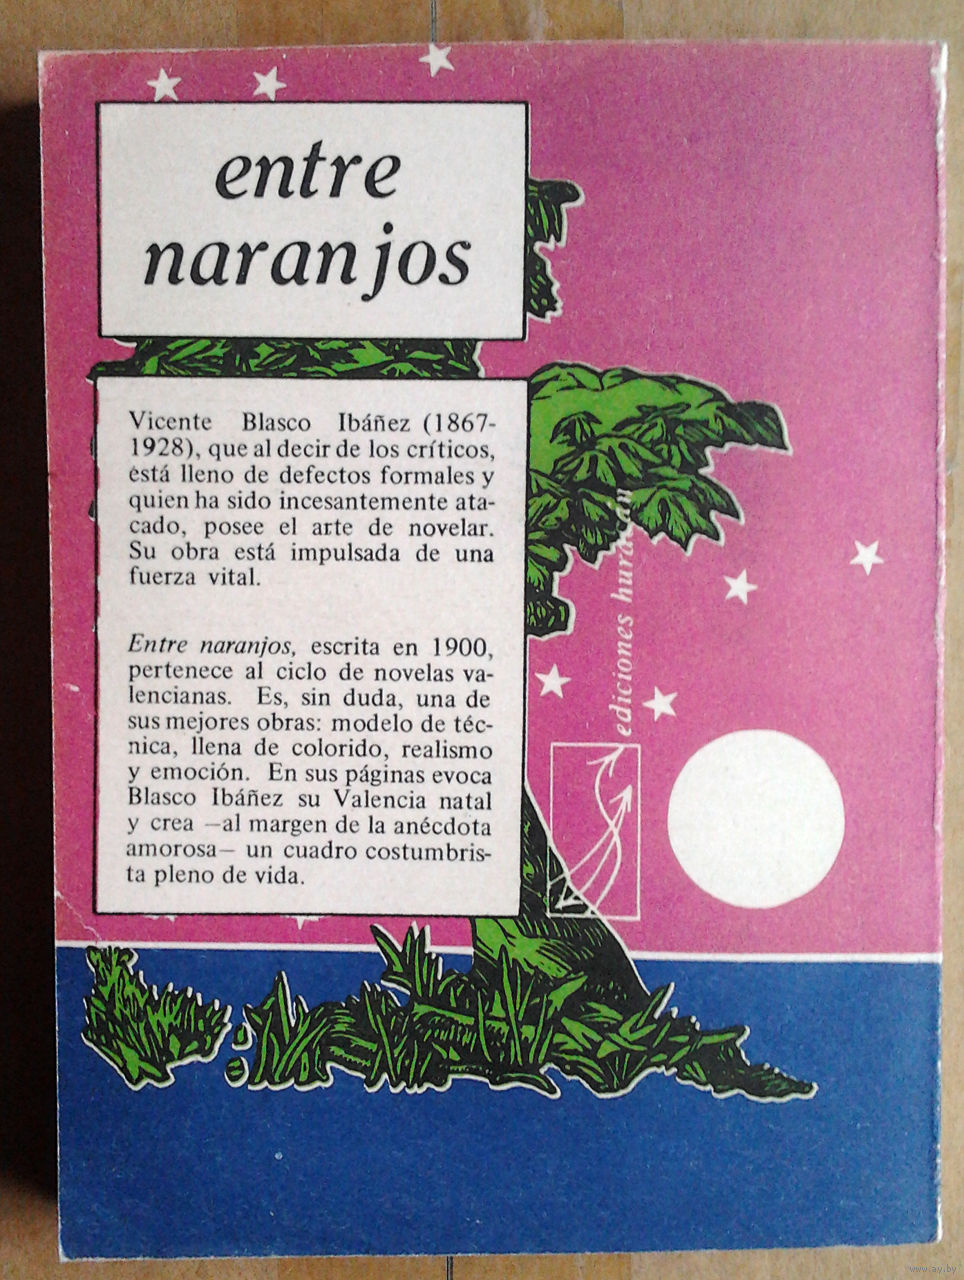 entre
naranjos
Vicente Blasco Ibáñez (1867-
1928), que al decir de los críticos,
está lleno de defectos formales y
quien ha sido incesantemente ata-
cado, posee el arte de novelar.
Su obra está impulsada de una
fuerza vital.
Entre naranjos, escrita en 1900,
pertenece al ciclo de novelas va-
lencianas. Es, sin duda, una de
sus mejores obras: modelo de téc-
nica, llena de colorido, realismo
y emoción. En sus páginas evoca
Blasco Ibáñez su Valencia natal
y crea —al margen de la anécdota
amorosa— un cuadro costumbris-
ta pleno de vida.
ediciones huracán
www.ay.by